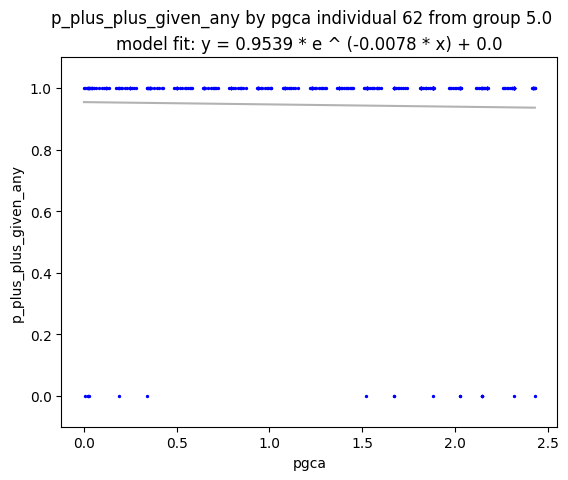 p_plus_plus_given_any by pgca individual 62 from group 5.0
model fit: y = 0.9539 * e ^ (-0.0078 * x) + 0.0
1.0
0.8
0.6
0.4
0.2
0.0
p_plus_plus_given_any
0.0 0.5 1.0 1.5 2.0 2.5
pgca